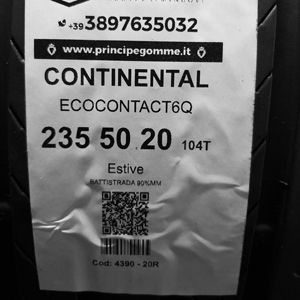 +39 3897635032
www.principegomme.it
CONTINENTAL
ECOCONTACT6Q
235 50 20 104T
Estive
BATTISTRADA 90%MM
Cod: 4390 - 20R